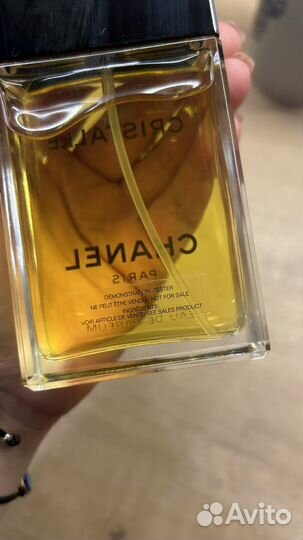 CRISTALLE
CHANEL
PARIS
DÉMONSTRATION - TESTER
NE PEUT ÊTRE VENDU - NOT FOR SALE
INGRÉDIENTS:
VOIR ARTICLE DE VENTE / SEE SALES PRODUCT
EAU DE PARFUM
Avito